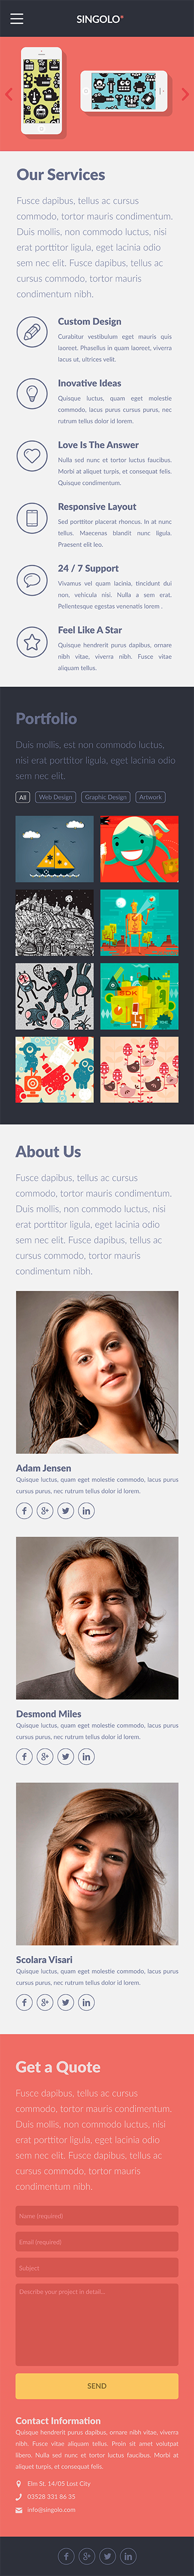 SINGOLO*
Our Services
Fusce dapibus, tellus ac cursus
commodo, tortor mauris condimentum.
Duis mollis, non commodo luctus, nisi
erat porttitor ligula, eget lacinia odio
sem nec elit. Fusce dapibus, tellus ac
cursus commodo, tortor mauris
condimentum nibh.
Custom Design
Curabitur vestibulum eget mauris quis
laoreet. Phasellus in quam laoreet, viverra
lacus ut, ultrices velit.
Inovative Ideas
Quisque luctus, quam eget molestie
commodo, lacus purus cursus purus, nec
rutrum tellus dolor id lorem.
Love Is The Answer
Nulla sed nunc et tortor luctus faucibus.
Morbi at aliquet turpis, et consequat felis.
Quisque condimentum.
Responsive Layout
Sed porttitor placerat rhoncus. In at nunc
tellus. Maecenas blandit nunc ligula.
Praesent elit leo.
24 / 7 Support
Vivamus vel quam lacinia, tincidunt dui
non, vehicula nisi. Nulla a sem erat.
Pellentesque egestas venenatis lorem .
Feel Like A Star
Quisque hendrerit purus dapibus, ornare
nibh vitae, viverra nibh. Fusce vitae
aliquam tellus.
Portfolio
Duis mollis, est non commodo luctus,
nisi erat porttitor ligula, eget lacinia odio
sem nec elit.
All Web Design Graphic Design Artwork
SDK
About Us
Fusce dapibus, tellus ac cursus
commodo, tortor mauris condimentum.
Duis mollis, non commodo luctus, nisi
erat porttitor ligula, eget lacinia odio
sem nec elit. Fusce dapibus, tellus ac
cursus commodo, tortor mauris
condimentum nibh.
Adam Jensen
Quisque luctus, quam eget molestie commodo, lacus purus
cursus purus, nec rutrum tellus dolor id lorem.
Desmond Miles
Quisque luctus, quam eget molestie commodo, lacus purus
cursus purus, nec rutrum tellus dolor id lorem.
Scolara Visari
Quisque luctus, quam eget molestie commodo, lacus purus
cursus purus, nec rutrum tellus dolor id lorem.
Get a Quote
Fusce dapibus, tellus ac cursus
commodo, tortor mauris condimentum.
Duis mollis, non commodo luctus, nisi
erat porttitor ligula, eget lacinia odio
sem nec elit. Fusce dapibus, tellus ac
cursus commodo, tortor mauris
condimentum nibh.
Name (required)
Email (required)
Subject
Describe your project in detail...
SEND
Contact Information
Quisque hendrerit purus dapibus, ornare nibh vitae, viverra
nibh. Fusce vitae aliquam tellus. Proin sit amet volutpat
libero. Nulla sed nunc et tortor luctus faucibus. Morbi at
aliquet turpis, et consequat felis.
Elm St. 14/05 Lost City
03528 331 86 35
info@singolo.com